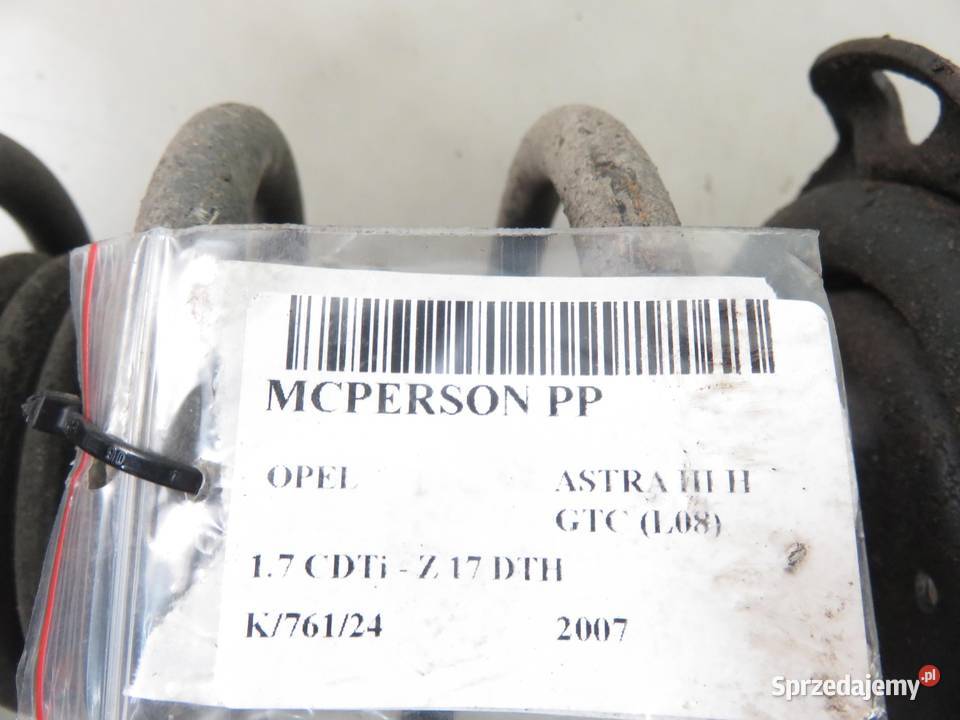 MCPERSON PP
OPEL
ASTRA III H
GTC (L08)
1.7 CDTi - Z 17 DTH
K/761/24
2007
Sprzedajemy.pl